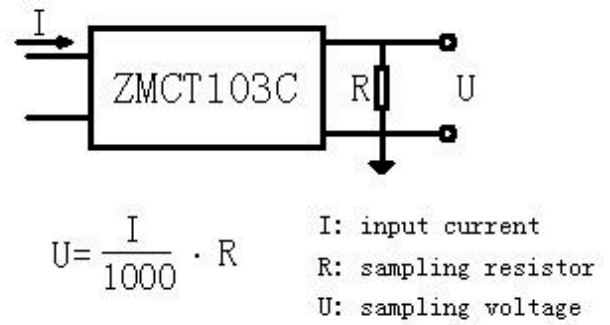 I
ZMCT103C
R
U
U= I/1000 · R
I: input current
R: sampling resistor
U: sampling voltage